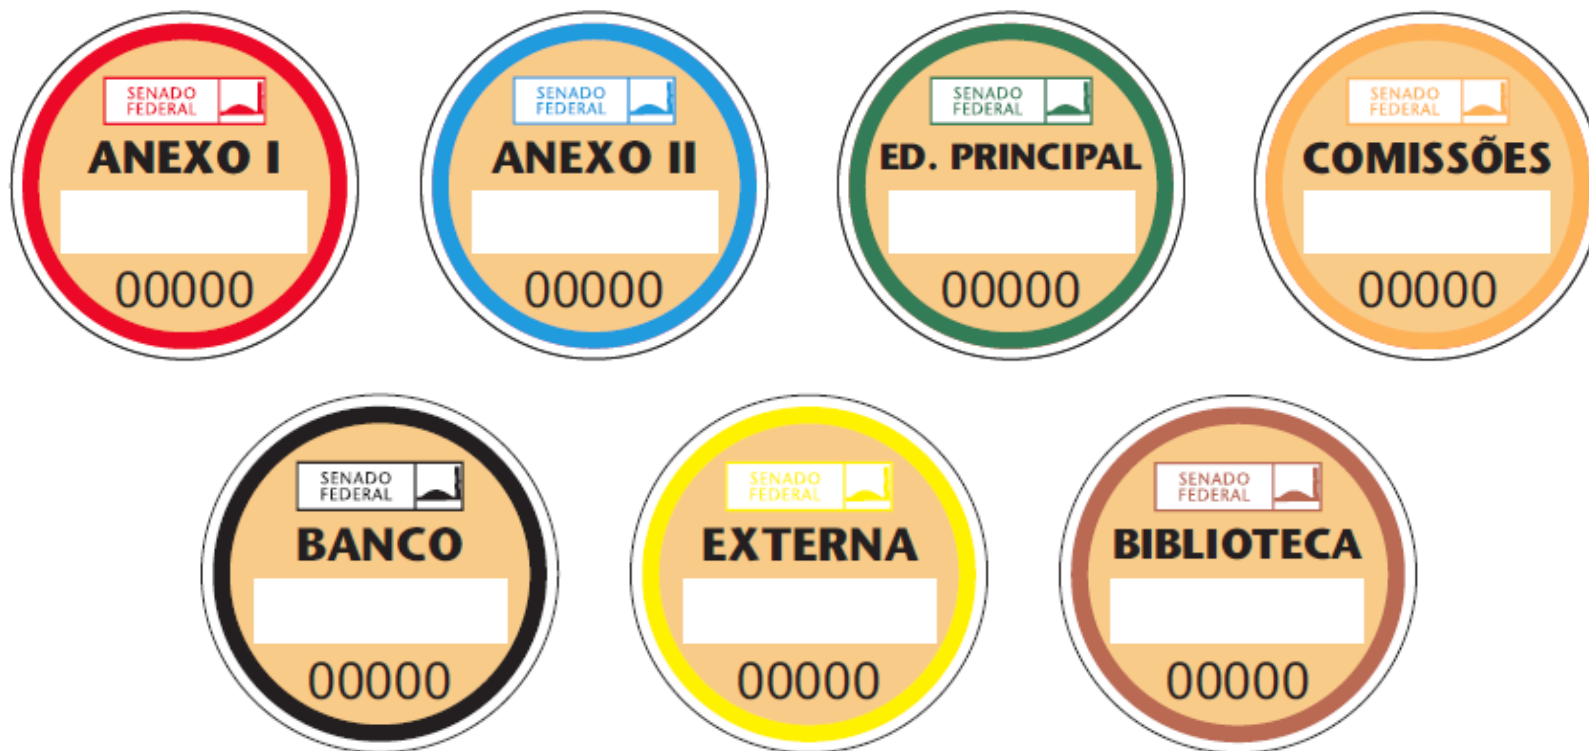 SENADO
FEDERAL
ANEXO I
00000
SENADO
FEDERAL
ANEXO II
00000
SENADO
FEDERAL
ED. PRINCIPAL
00000
SENADO
FEDERAL
COMISSÕES
00000
SENADO
FEDERAL
BANCO
00000
SENADO
FEDERAL
EXTERNA
00000
SENADO
FEDERAL
BIBLIOTECA
00000